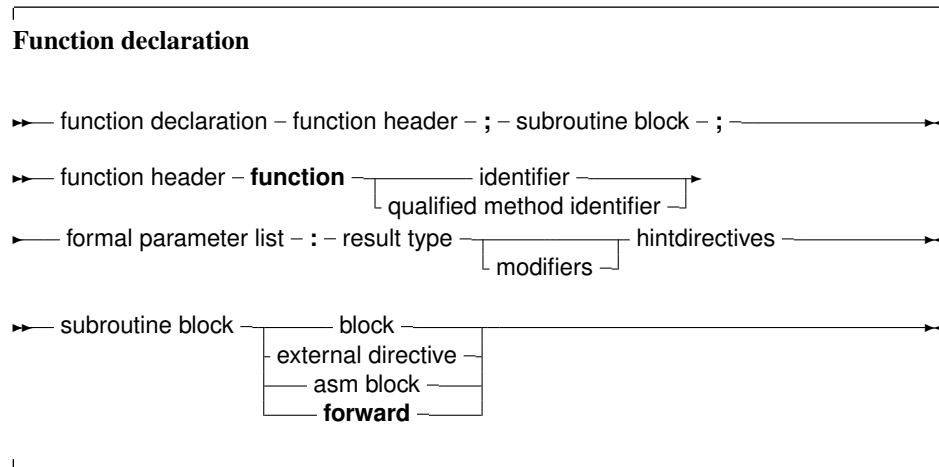 Function declaration
function declaration – function header – ; – subroutine block – ;
function header – function identifier
qualified method identifier
formal parameter list – : – result type hintdirectives
modifiers
subroutine block block
external directive
asm block
forward